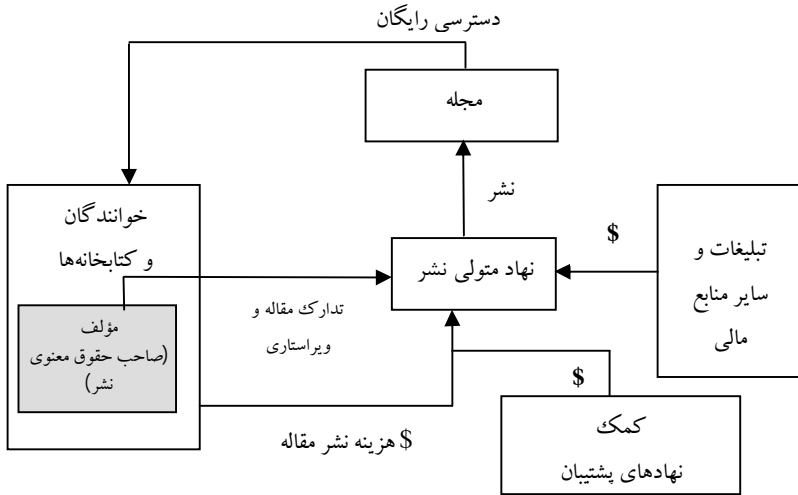 دسترسی رایگان
مجله
نشر
خوانندگان
و کتابخانه‌ها
مؤلف
(صاحب حقوق معنوی
نشر)
تدارک مقاله و
ویراستاری
نهاد متولی نشر
$
تبلیغات و
سایر منابع
مالی
$
$ هزینه نشر مقاله
کمک
نهادهای پشتیبان